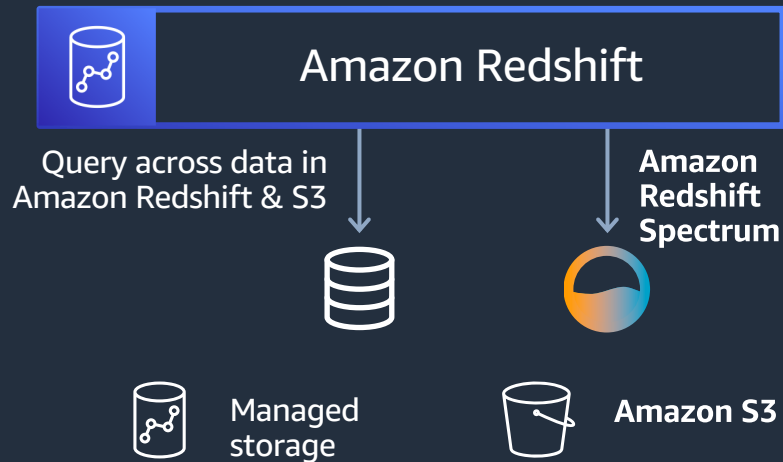 Amazon Redshift
Query across data in
Amazon Redshift & S3
Amazon
Redshift
Spectrum
Managed
storage
Amazon S3